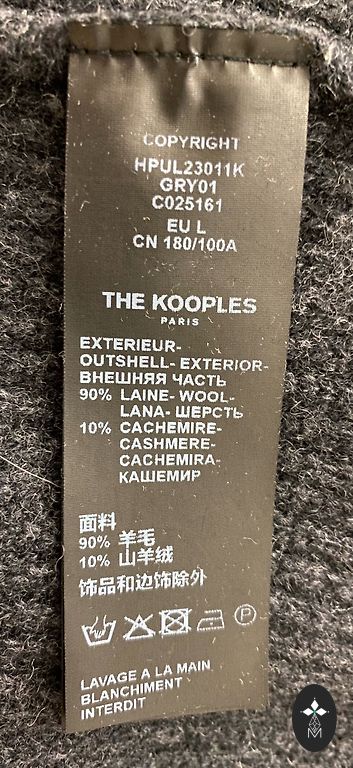 COPYRIGHT
HPUL23011K
GRY01
C025161
EU L
CN 180/100A
THE KOOPLES
PARIS
EXTERIEUR-
OUTSHELL- EXTERIOR-
ВНЕШНЯЯ ЧАСТЬ
90% LAINE- WOOL-
LANA- ШЕРСТЬ
10% CACHEMIRE-
CASHMERE-
CACHEMIRA-
КАШЕМИР
面料
90% 羊毛
10% 山羊绒
饰品和边饰除外
P
LAVAGE A LA MAIN
BLANCHIMENT
INTERDIT
M